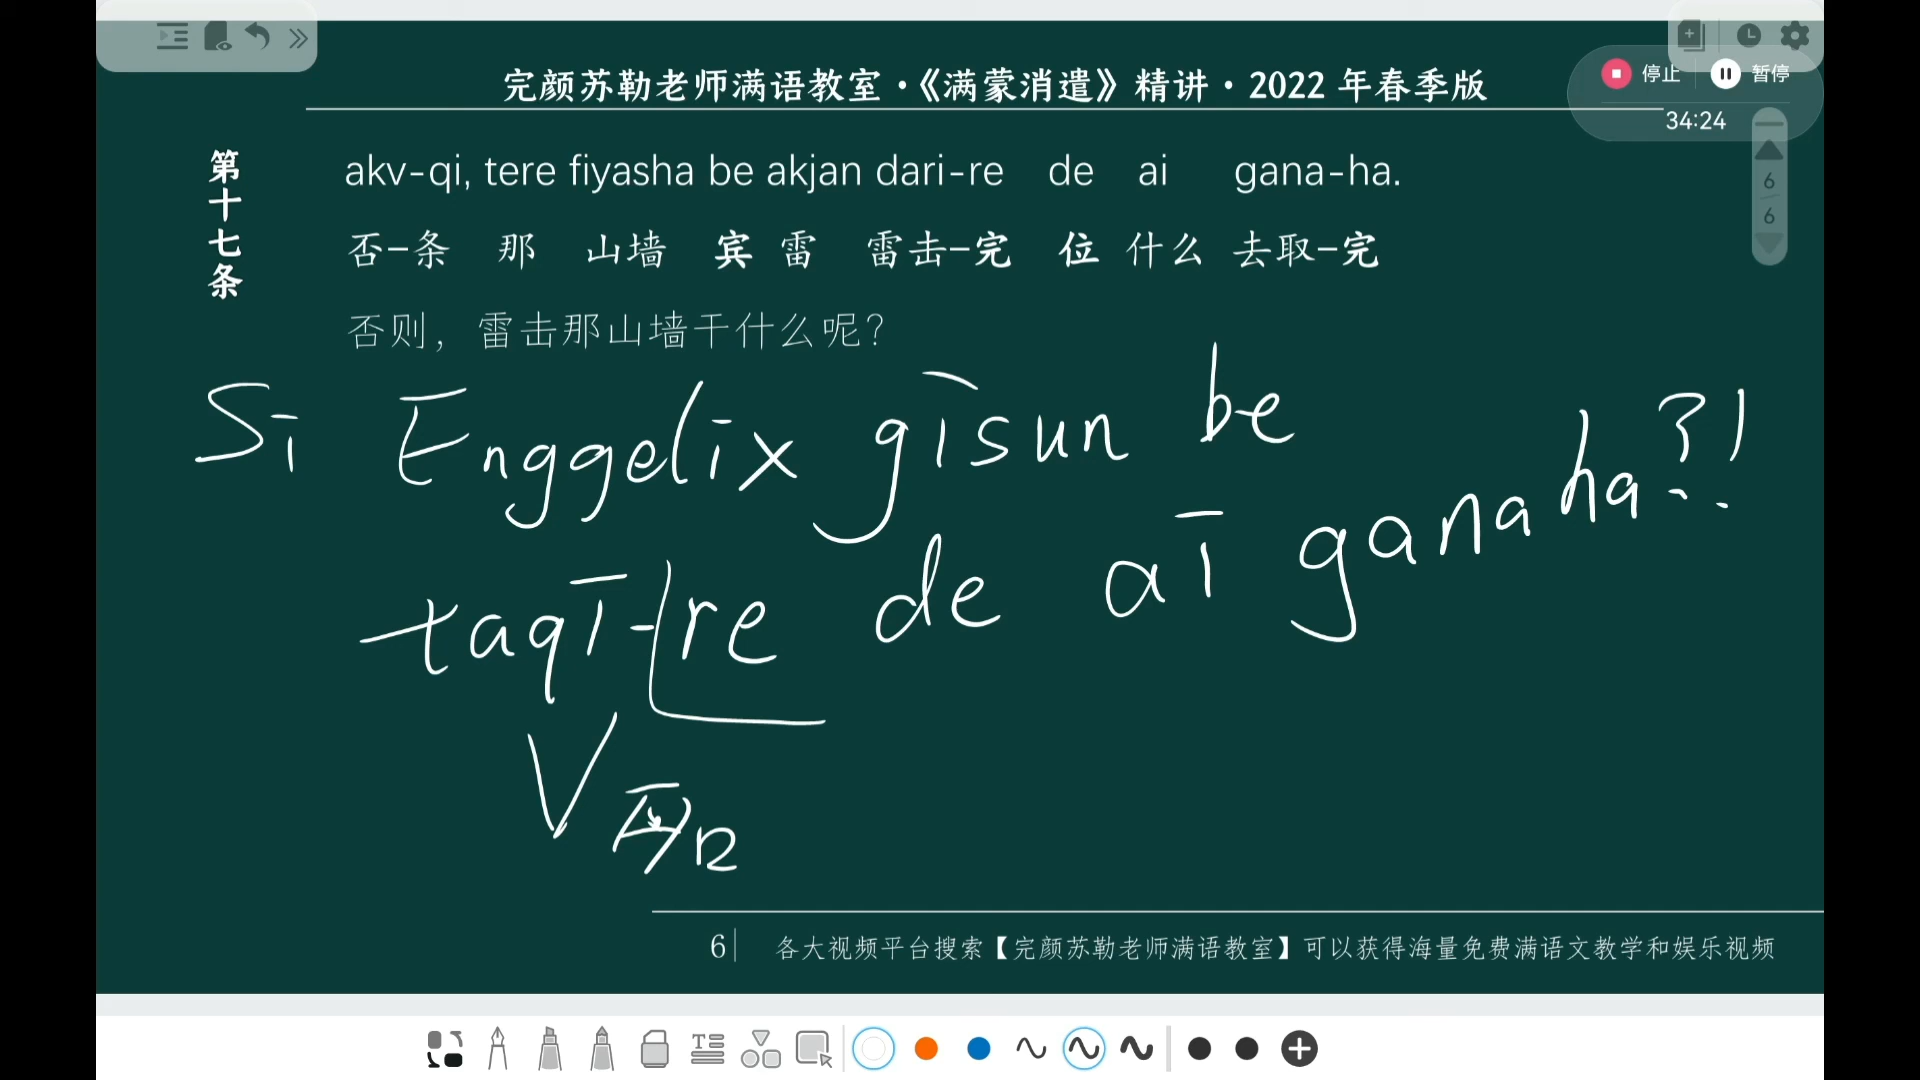 停止
暂停
34:24
完颜苏勒老师满语教室·《满蒙消遣》精讲·2022 年春季版
第十七条
6
6
akv-qi, tere fiyasha be akjan dari-re de ai gana-ha.
否-条 那 山墙 宾 雷 雷击-完 位 什么 去取-完
否则，雷击那山墙干什么呢？
Si Enggelix gisun be
taqi-re de ai ganaha?!
V
6
各大视频平台搜索【完颜苏勒老师满语教室】可以获得海量免费满语文教学和娱乐视频